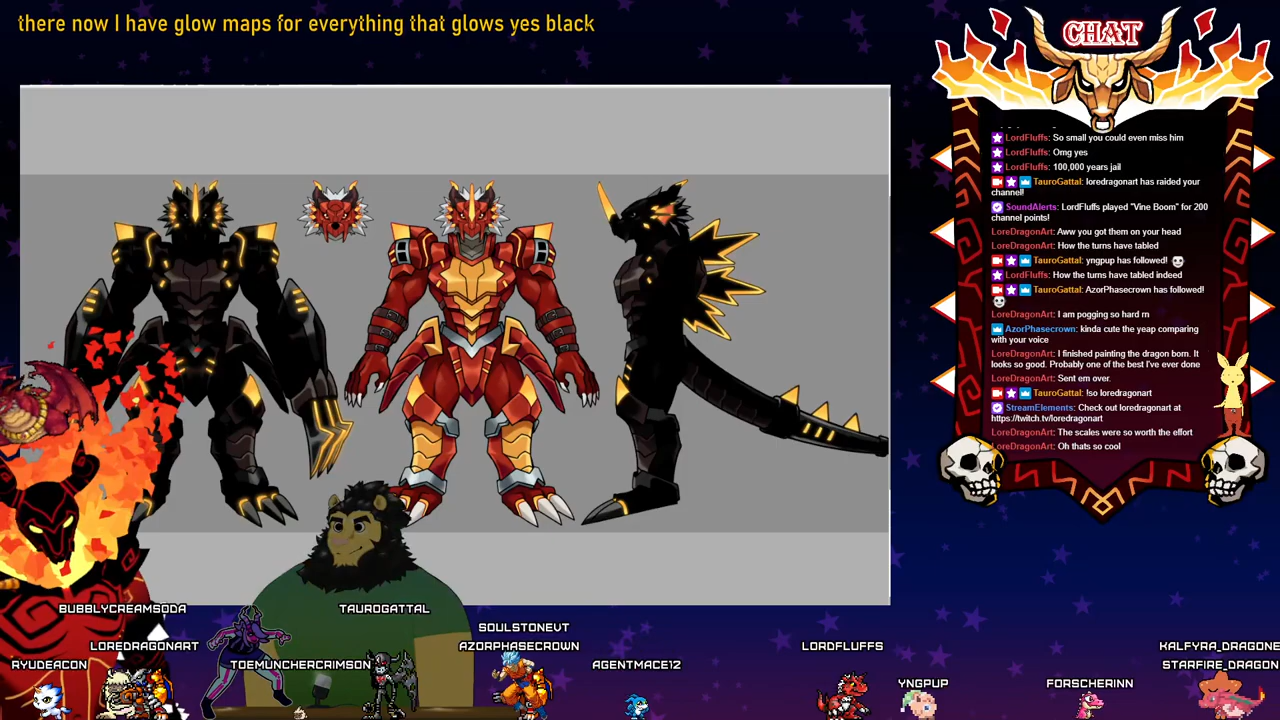 there now I have glow maps for everything that glows yes black
CHAT
LordFluffs: So small you could even miss him
LordFluffs: Omg yes
LordFluffs: 100,000 years jail
TauroGattal: loredragonart has raided your
channel!
SoundAlerts: LordFluffs played "Vine Boom" for 200
channel points!
LoreDragonArt: Aww you got them on your head
LoreDragonArt: How the turns have tabled
TauroGattal: yngpup has followed!
LordFluffs: How the turns have tabled indeed
TauroGattal: AzorPhasecrown has followed!
LoreDragonArt: I am pogging so hard rn
AzorPhasecrown: kinda cute the yeap comparing
with your voice
LoreDragonArt: I finished painting the dragon born. It
looks so good. Probably one of the best I've ever done
LoreDragonArt: Sent em over.
TauroGattal: !so loredragonart
StreamElements: Check out loredragonart at
https://twitch.tv/loredragonart
LoreDragonArt: The scales were so worth the effort
LoreDragonArt: Oh thats so cool
BUBBLYCREAMSODA
TAUROGATTAL
SOULSTONEVT
LOREDRAGONART
AZORPHASECROWN
LORDFLUFFS
KALFYRA_DRAGONE
RYUDEACON
TOEMUNCHERCRIMSON
AGENTMACE12
STARFIRE_DRAGON
YNGPUP
FORSCHERINN